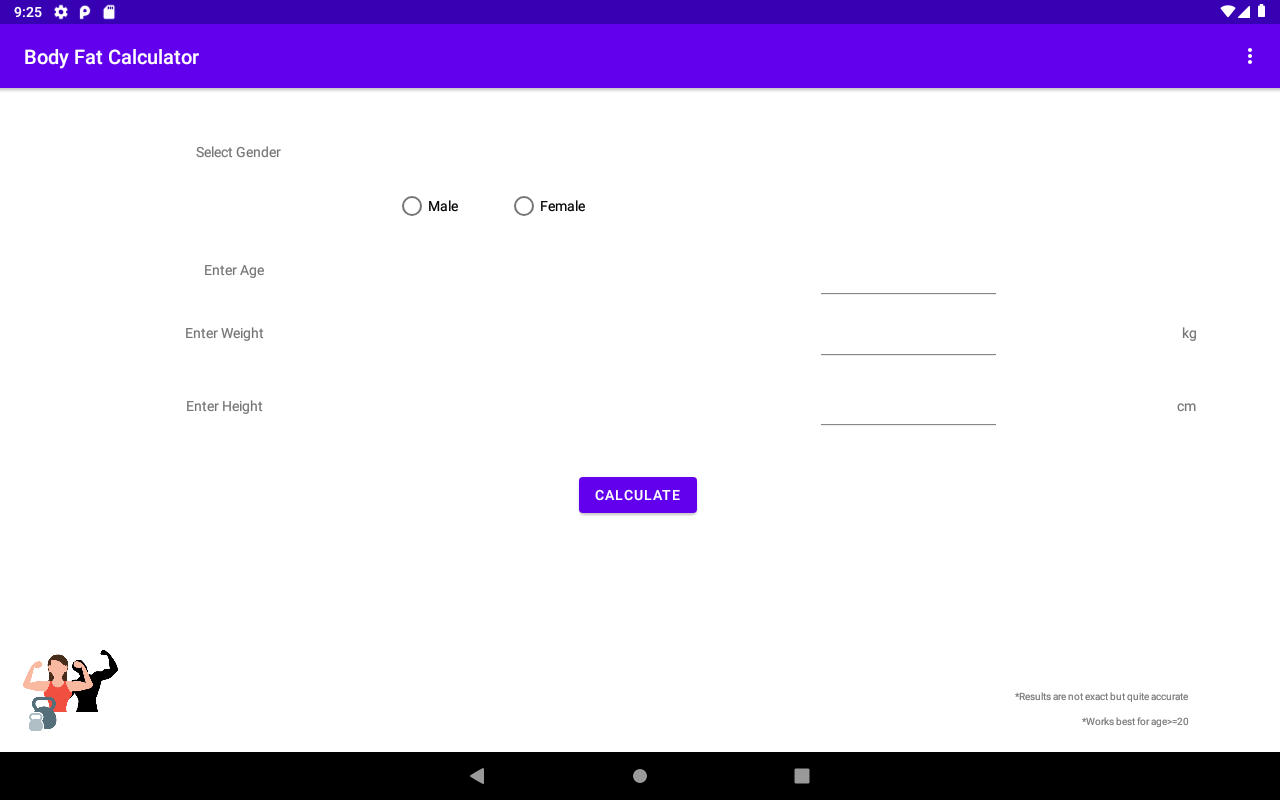 9:25
Body Fat Calculator
Select Gender
Male Female
Enter Age
Enter Weight kg
Enter Height cm
CALCULATE
*Results are not exact but quite accurate
*Works best for age>=20